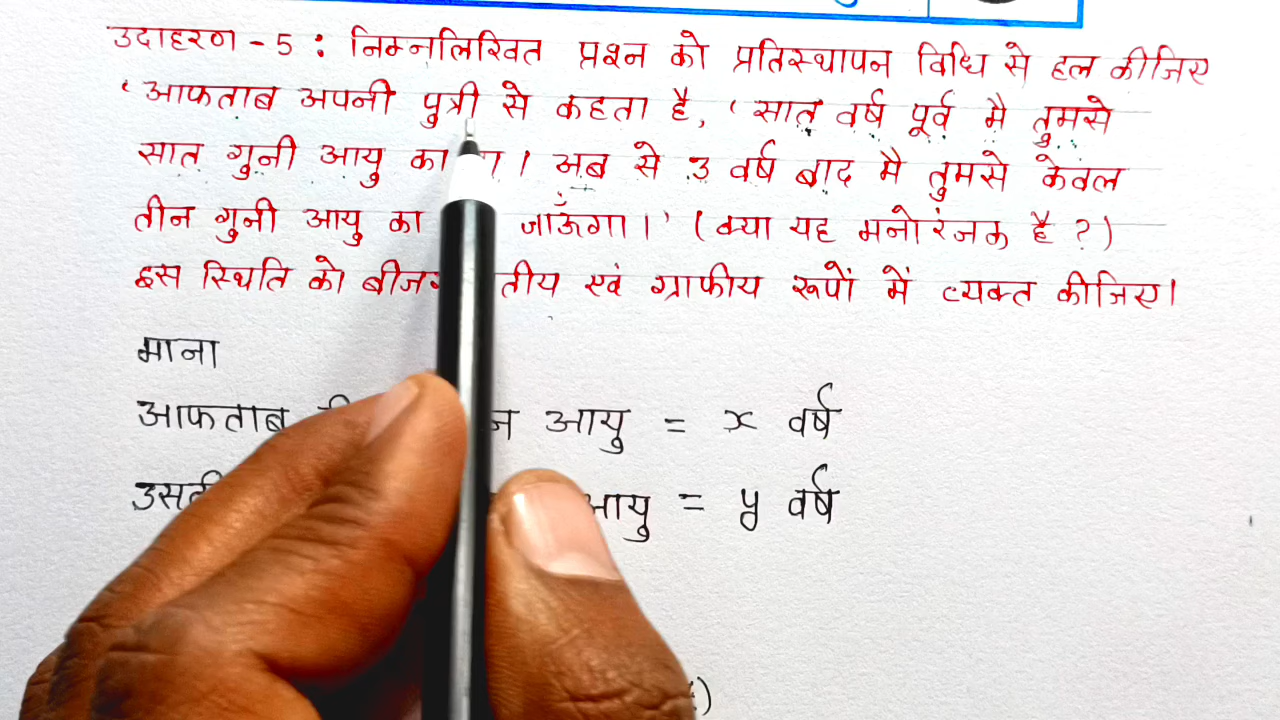 उदाहरण - 5 : निम्नलिखित प्रश्न को प्रतिस्थापन विधि से हल कीजिए
'आफताब अपनी पुत्री से कहता है, 'सात वर्ष पूर्व मै तुमसे
सात गुनी आयु का था। अब से 3 वर्ष बाद मै तुमसे केवल
तीन गुनी आयु का जाऊँगा।' (क्या यह मनोरंजक है ?)
इस स्थिति को बीजगणितीय एवं ग्राफीय रूपों में व्यक्त कीजिए।
माना
आफताब आयु = x वर्ष
आयु = y वर्ष